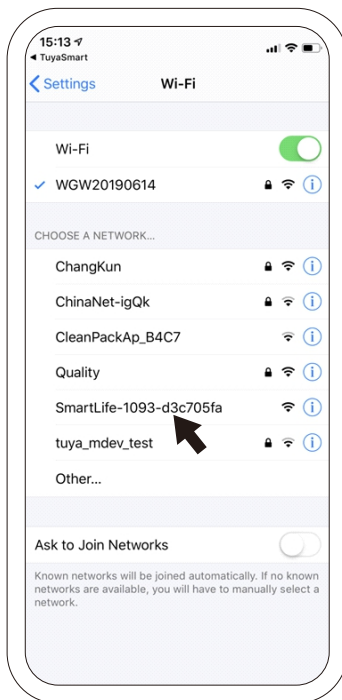 15:13
TuyaSmart
Settings
Wi-Fi
Wi-Fi
WGW20190614
CHOOSE A NETWORK...
ChangKun
ChinaNet-igQk
CleanPackAp_B4C7
Quality
SmartLife-1093-d3c705fa
tuya_mdev_test
Other...
Ask to Join Networks
Known networks will be joined automatically. If no known
networks are available, you will have to manually select a
network.